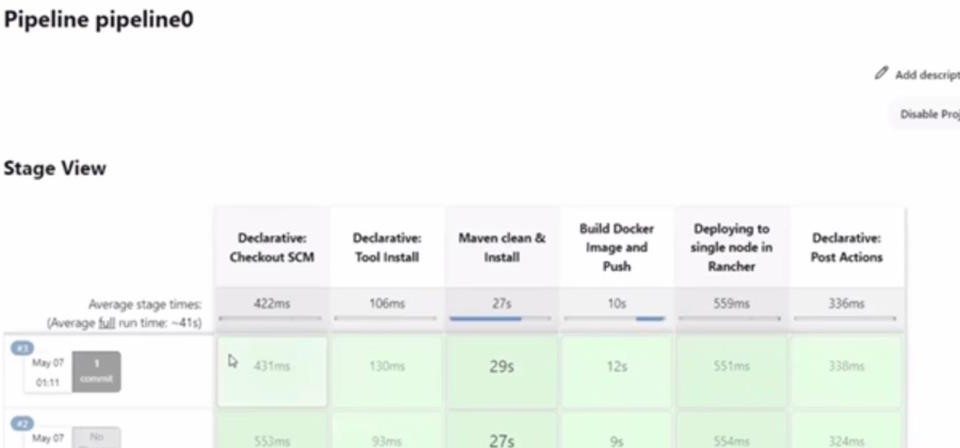 Pipeline pipeline0
Add descript
Disable Proj
Stage View
Declarative:
Checkout SCM
Declarative:
Tool Install
Maven clean &
Install
Build Docker
Image and
Push
Deploying to
single node in
Rancher
Declarative:
Post Actions
Average stage times:
(Average full run time: ~41s)
422ms 106ms 27s 10s 559ms 336ms
#3
May 07
01:11
1
commit
431ms 130ms 29s 12s 551ms 338ms
#2
May 07
No
553ms 93ms 27s 9s 554ms 324ms